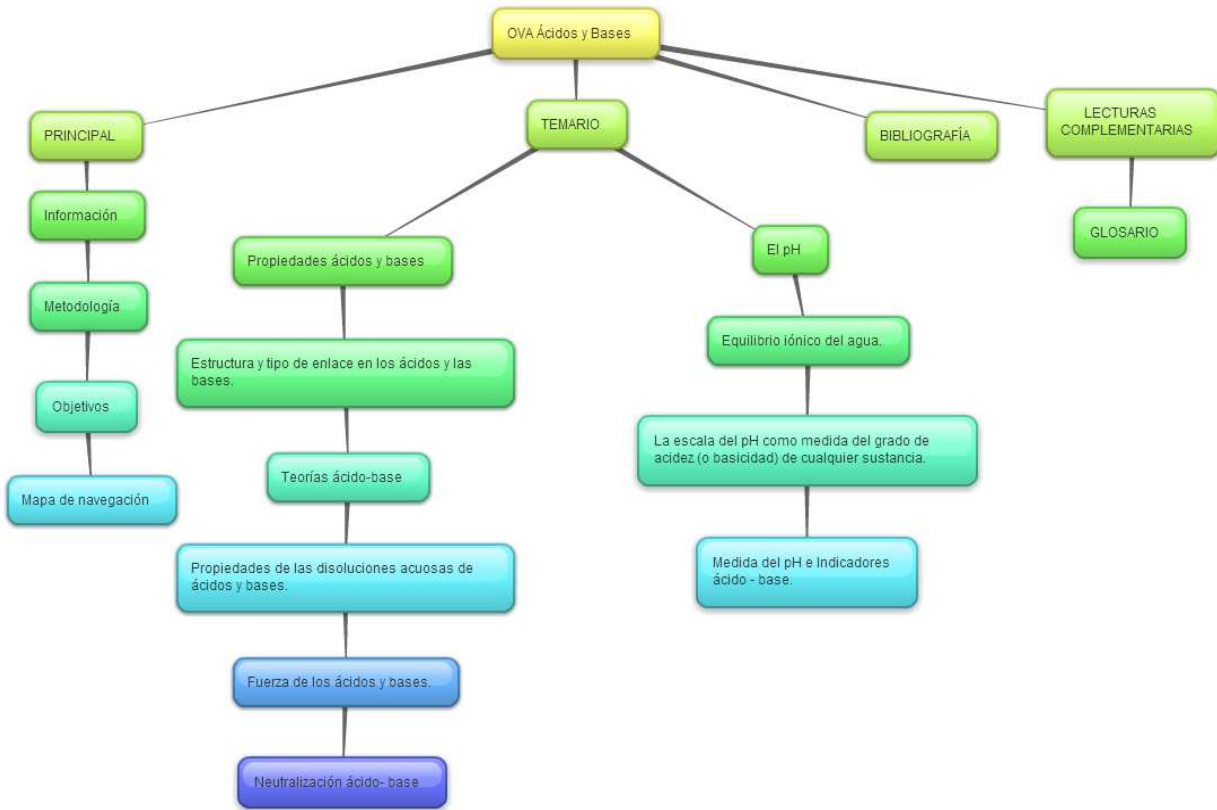 OVA Ácidos y Bases
PRINCIPAL
TEMARIO
BIBLIOGRAFÍA
LECTURAS
COMPLEMENTARIAS
Información
Metodología
Objetivos
Mapa de navegación
Propiedades ácidos y bases
Estructura y tipo de enlace en los ácidos y las
bases.
Teorías ácido-base
Propiedades de las disoluciones acuosas de
ácidos y bases.
Fuerza de los ácidos y bases.
Neutralización ácido- base
El pH
Equilibrio iónico del agua.
La escala del pH como medida del grado de
acidez (o basicidad) de cualquier sustancia.
Medida del pH e Indicadores
ácido - base.
GLOSARIO